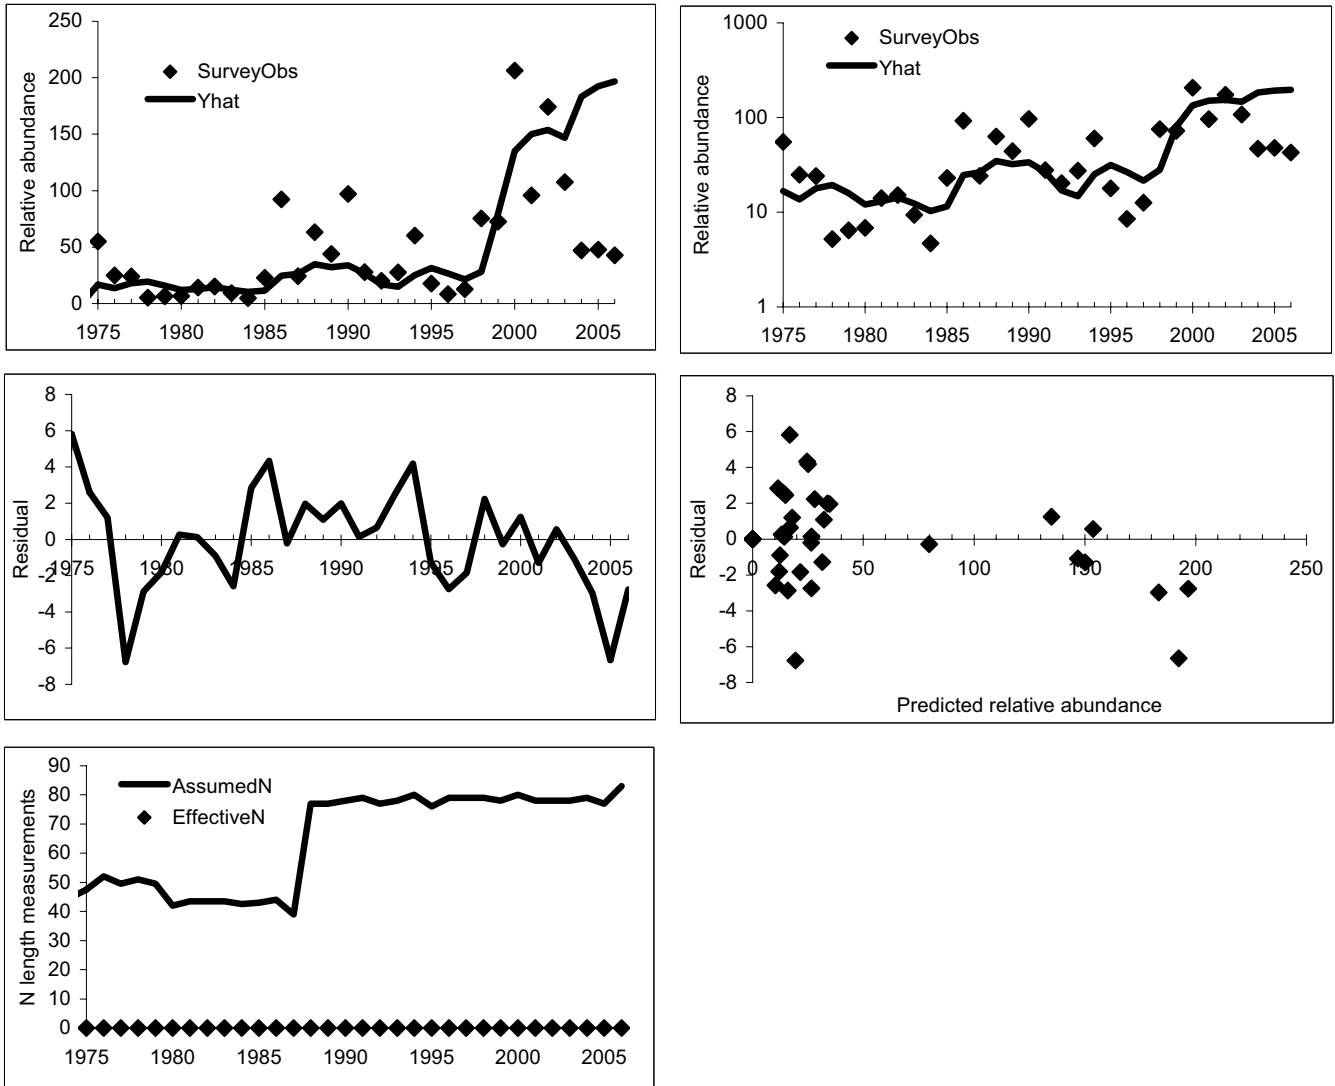 250
200
150
100
50
0
Relative abundance
SurveyObs
Yhat
1975 1980 1985 1990 1995 2000 2005
1000
100
10
1
Relative abundance
SurveyObs
Yhat
1975 1980 1985 1990 1995 2000 2005
8
6
4
2
0
-2
-4
-6
-8
Residual
1975 1980 1985 1990 1995 2000 2005
8
6
4
2
0
-2
-4
-6
-8
Residual
0 50 100 150 200 250
Predicted relative abundance
90
80
70
60
50
40
30
20
10
0
N length measurements
AssumedN
EffectiveN
1975 1980 1985 1990 1995 2000 2005